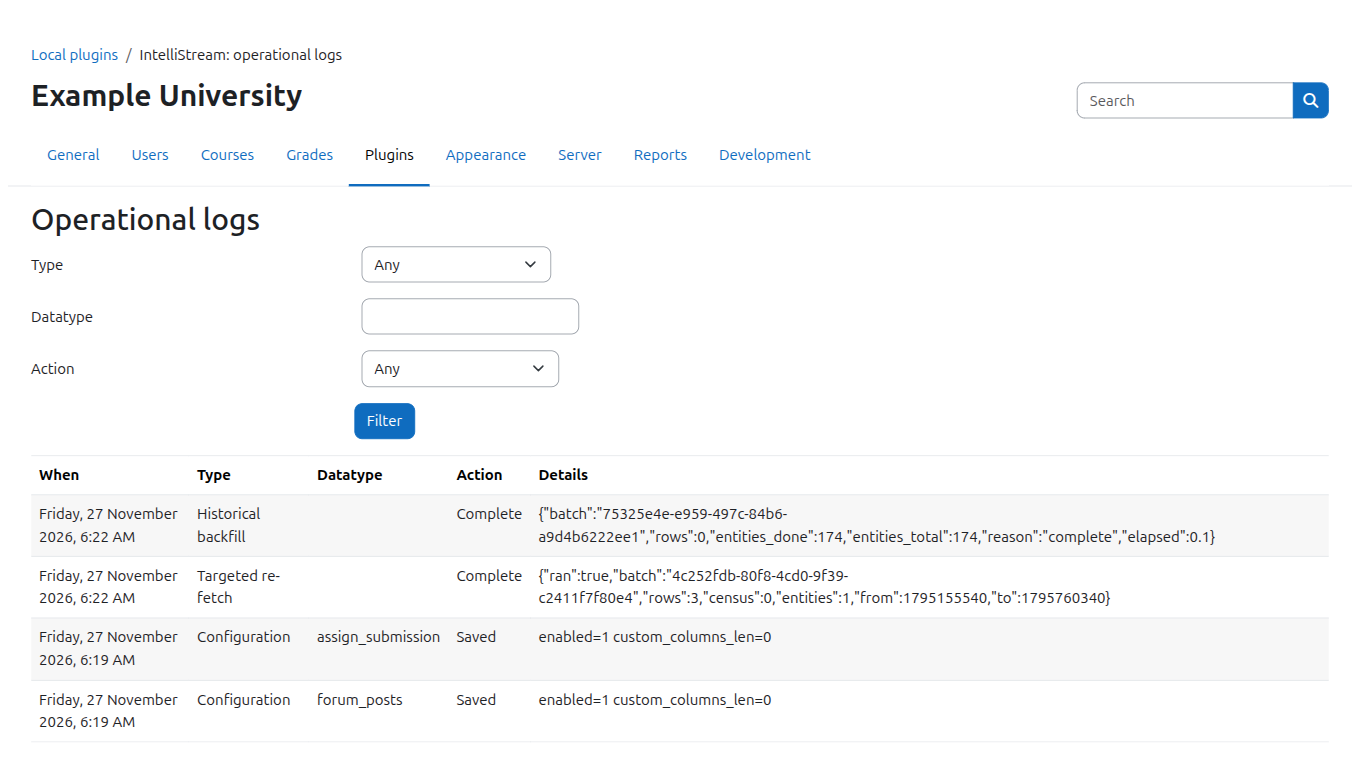 Local plugins / IntelliStream: operational logs
Example University
Search
General Users Courses Grades Plugins Appearance Server Reports Development
Operational logs
Type Any
Datatype
Action Any
Filter
When Type Datatype Action Details
Friday, 27 November Historical Complete {"batch":"75325e4e-e959-497c-84b6-
2026, 6:22 AM backfill a9d4b6222ee1","rows":0,"entities_done":174,"entities_total":174,"reason":"complete","elapsed":0.1}
Friday, 27 November Targeted re- Complete {"ran":true,"batch":"4c252fdb-80f8-4cd0-9f39-
2026, 6:22 AM fetch c2411f7f80e4","rows":3,"census":0,"entities":1,"from":1795155540,"to":1795760340}
Friday, 27 November Configuration assign_submission Saved enabled=1 custom_columns_len=0
2026, 6:19 AM
Friday, 27 November Configuration forum_posts Saved enabled=1 custom_columns_len=0
2026, 6:19 AM